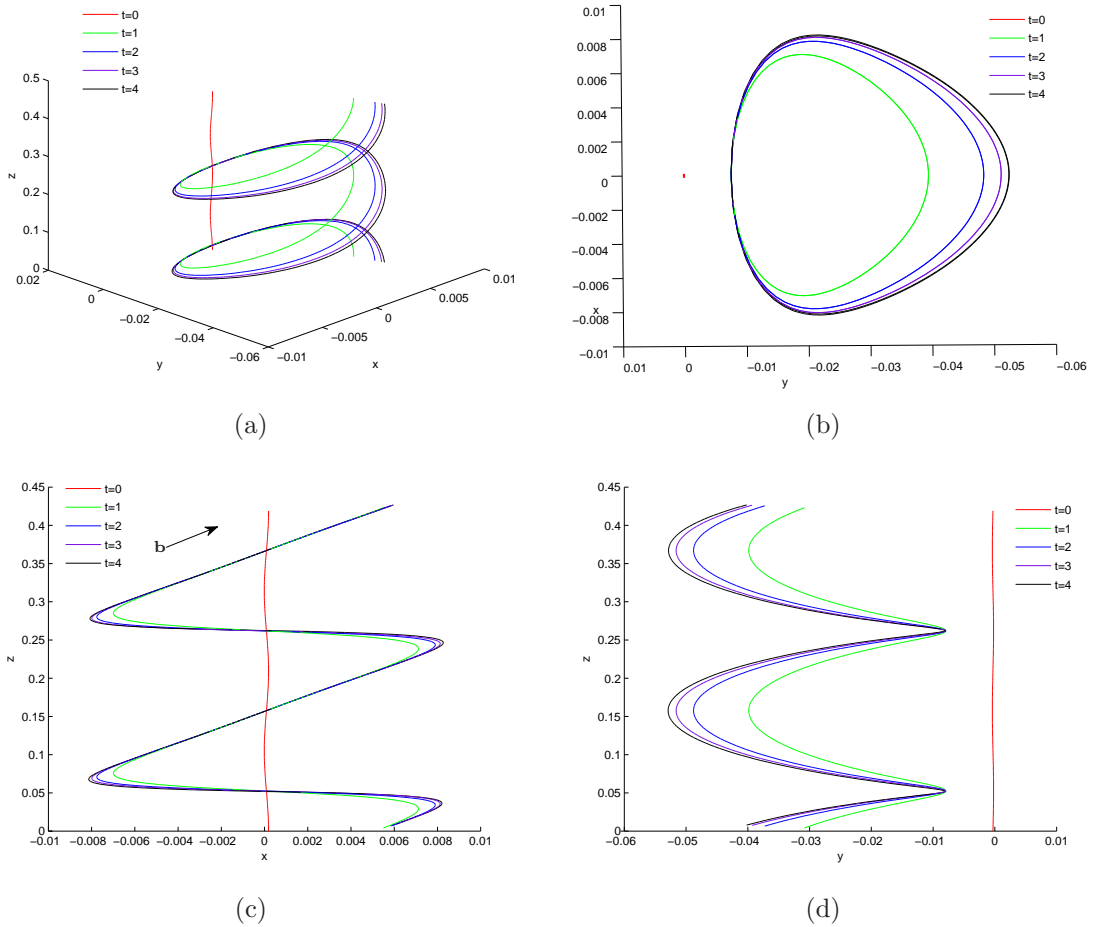 t=0
t=1
t=2
t=3
t=4
0.5
0.4
0.3
z
0.2
0.1
0
0.02
0
−0.02
−0.04
−0.06
y
−0.01
−0.005
0
0.005
0.01
x
(a)
0.01
0.008
0.006
0.004
0.002
0
−0.002
−0.004
−0.006
x
−0.008
−0.01
0.01
0
−0.01
−0.02
−0.03
−0.04
−0.05
−0.06
y
t=0
t=1
t=2
t=3
t=4
(b)
0.45
0.4
0.35
0.3
0.25
z
0.2
0.15
0.1
0.05
0
t=0
t=1
t=2
t=3
t=4
b
−0.01 −0.008 −0.006 −0.004 −0.002 0 0.002 0.004 0.006 0.008 0.01
x
(c)
0.45
0.4
0.35
0.3
0.25
z
0.2
0.15
0.1
0.05
0
t=0
t=1
t=2
t=3
t=4
−0.06 −0.05 −0.04 −0.03 −0.02 −0.01 0 0.01
y
(d)